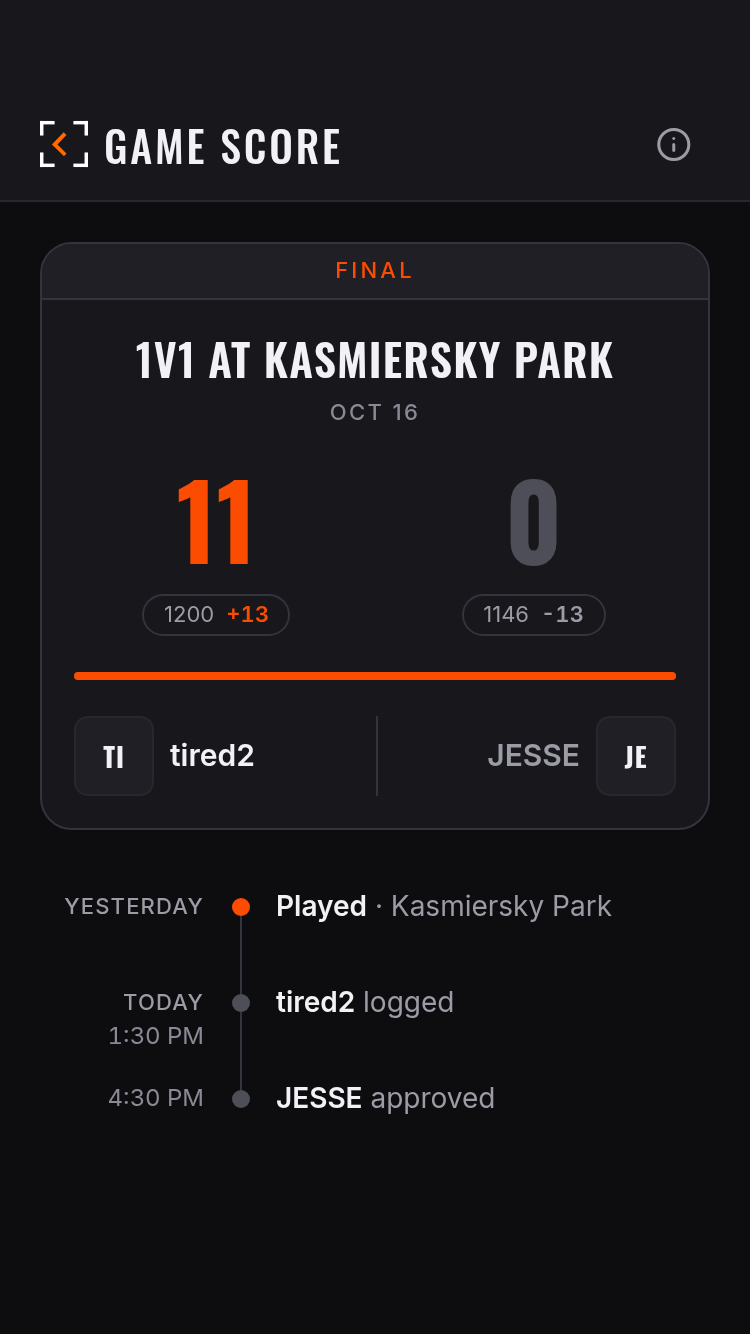 GAME SCORE
FINAL
1V1 AT KASMIERSKY PARK
OCT 16
11 0
1200 +13 1146 -13
TI tired2 JESSE JE
YESTERDAY Played · Kasmiersky Park
TODAY tired2 logged
1:30 PM
4:30 PM JESSE approved